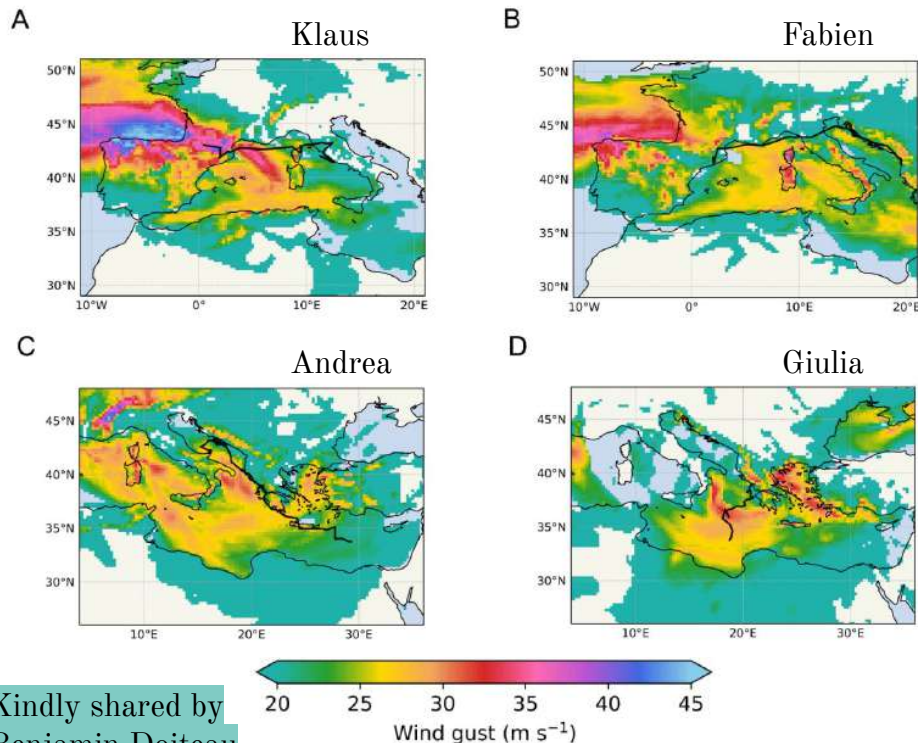 A
Klaus
50°N
45°N
40°N
35°N
30°N
10°W 0° 10°E 20°E
B
Fabien
50°N
45°N
40°N
35°N
30°N
10°W 0° 10°E 20°E
C
Andrea
45°N
40°N
35°N
30°N
10°E 20°E 30°E
D
Giulia
45°N
40°N
35°N
30°N
10°E 20°E 30°E
20 25 30 35 40 45
Wind gust (m s⁻¹)
Kindly shared by
Benjamin Doiteau